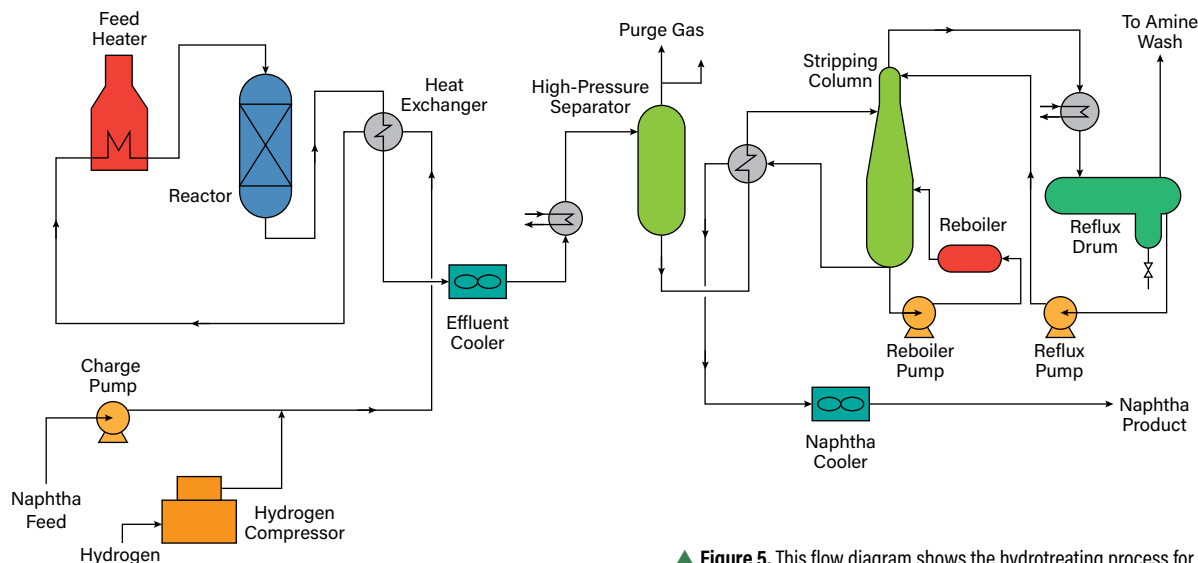 Feed
Heater
Reactor
Heat
Exchanger
Effluent
Cooler
Charge
Pump
Naphtha
Feed
Hydrogen
Compressor
Hydrogen
Purge Gas
High-Pressure
Separator
Stripping
Column
To Amine
Wash
Reflux
Drum
Reboiler
Reboiler
Pump
Reflux
Pump
Naphtha
Cooler
Naphtha
Product
▲ Figure 5. This flow diagram shows the hydrotreating process for